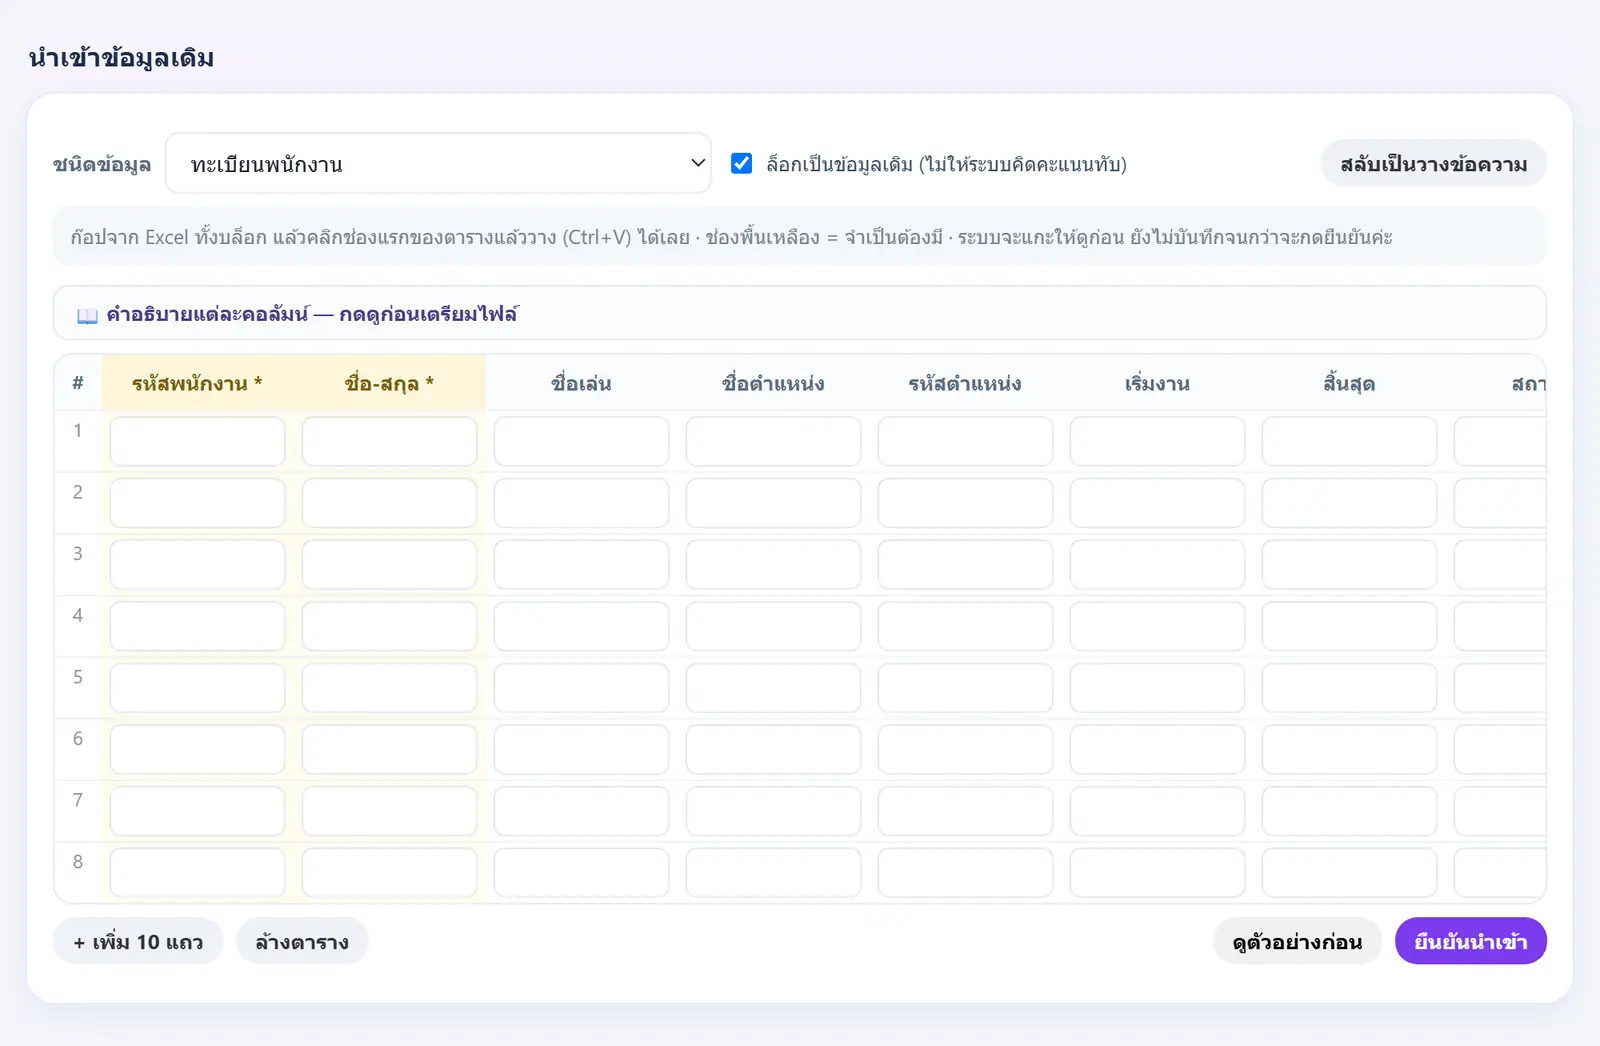 นำเข้าข้อมูลเดิม
ชนิดข้อมูล ทะเบียนพนักงาน ล็อกเป็นข้อมูลเดิม (ไม่ให้ระบบคิดคะแนนทับ) สลับเป็นวางข้อความ
ก๊อปจาก Excel ทั้งบล็อก แล้วคลิกช่องแรกของตารางแล้ววาง (Ctrl+V) ได้เลย · ช่องพื้นเหลือง = จำเป็นต้องมี · ระบบจะแกะให้ดูก่อน ยังไม่บันทึกจนกว่าจะกดยืนยันค่ะ
📖 คำอธิบายแต่ละคอลัมน์ — กดดูก่อนเตรียมไฟล์
# รหัสพนักงาน * ชื่อ-สกุล * ชื่อเล่น ชื่อตำแหน่ง รหัสตำแหน่ง เริ่มงาน สิ้นสุด
1
2
3
4
5
6
7
8
+ เพิ่ม 10 แถว ล้างตาราง ดูตัวอย่างก่อน ยืนยันนำเข้า